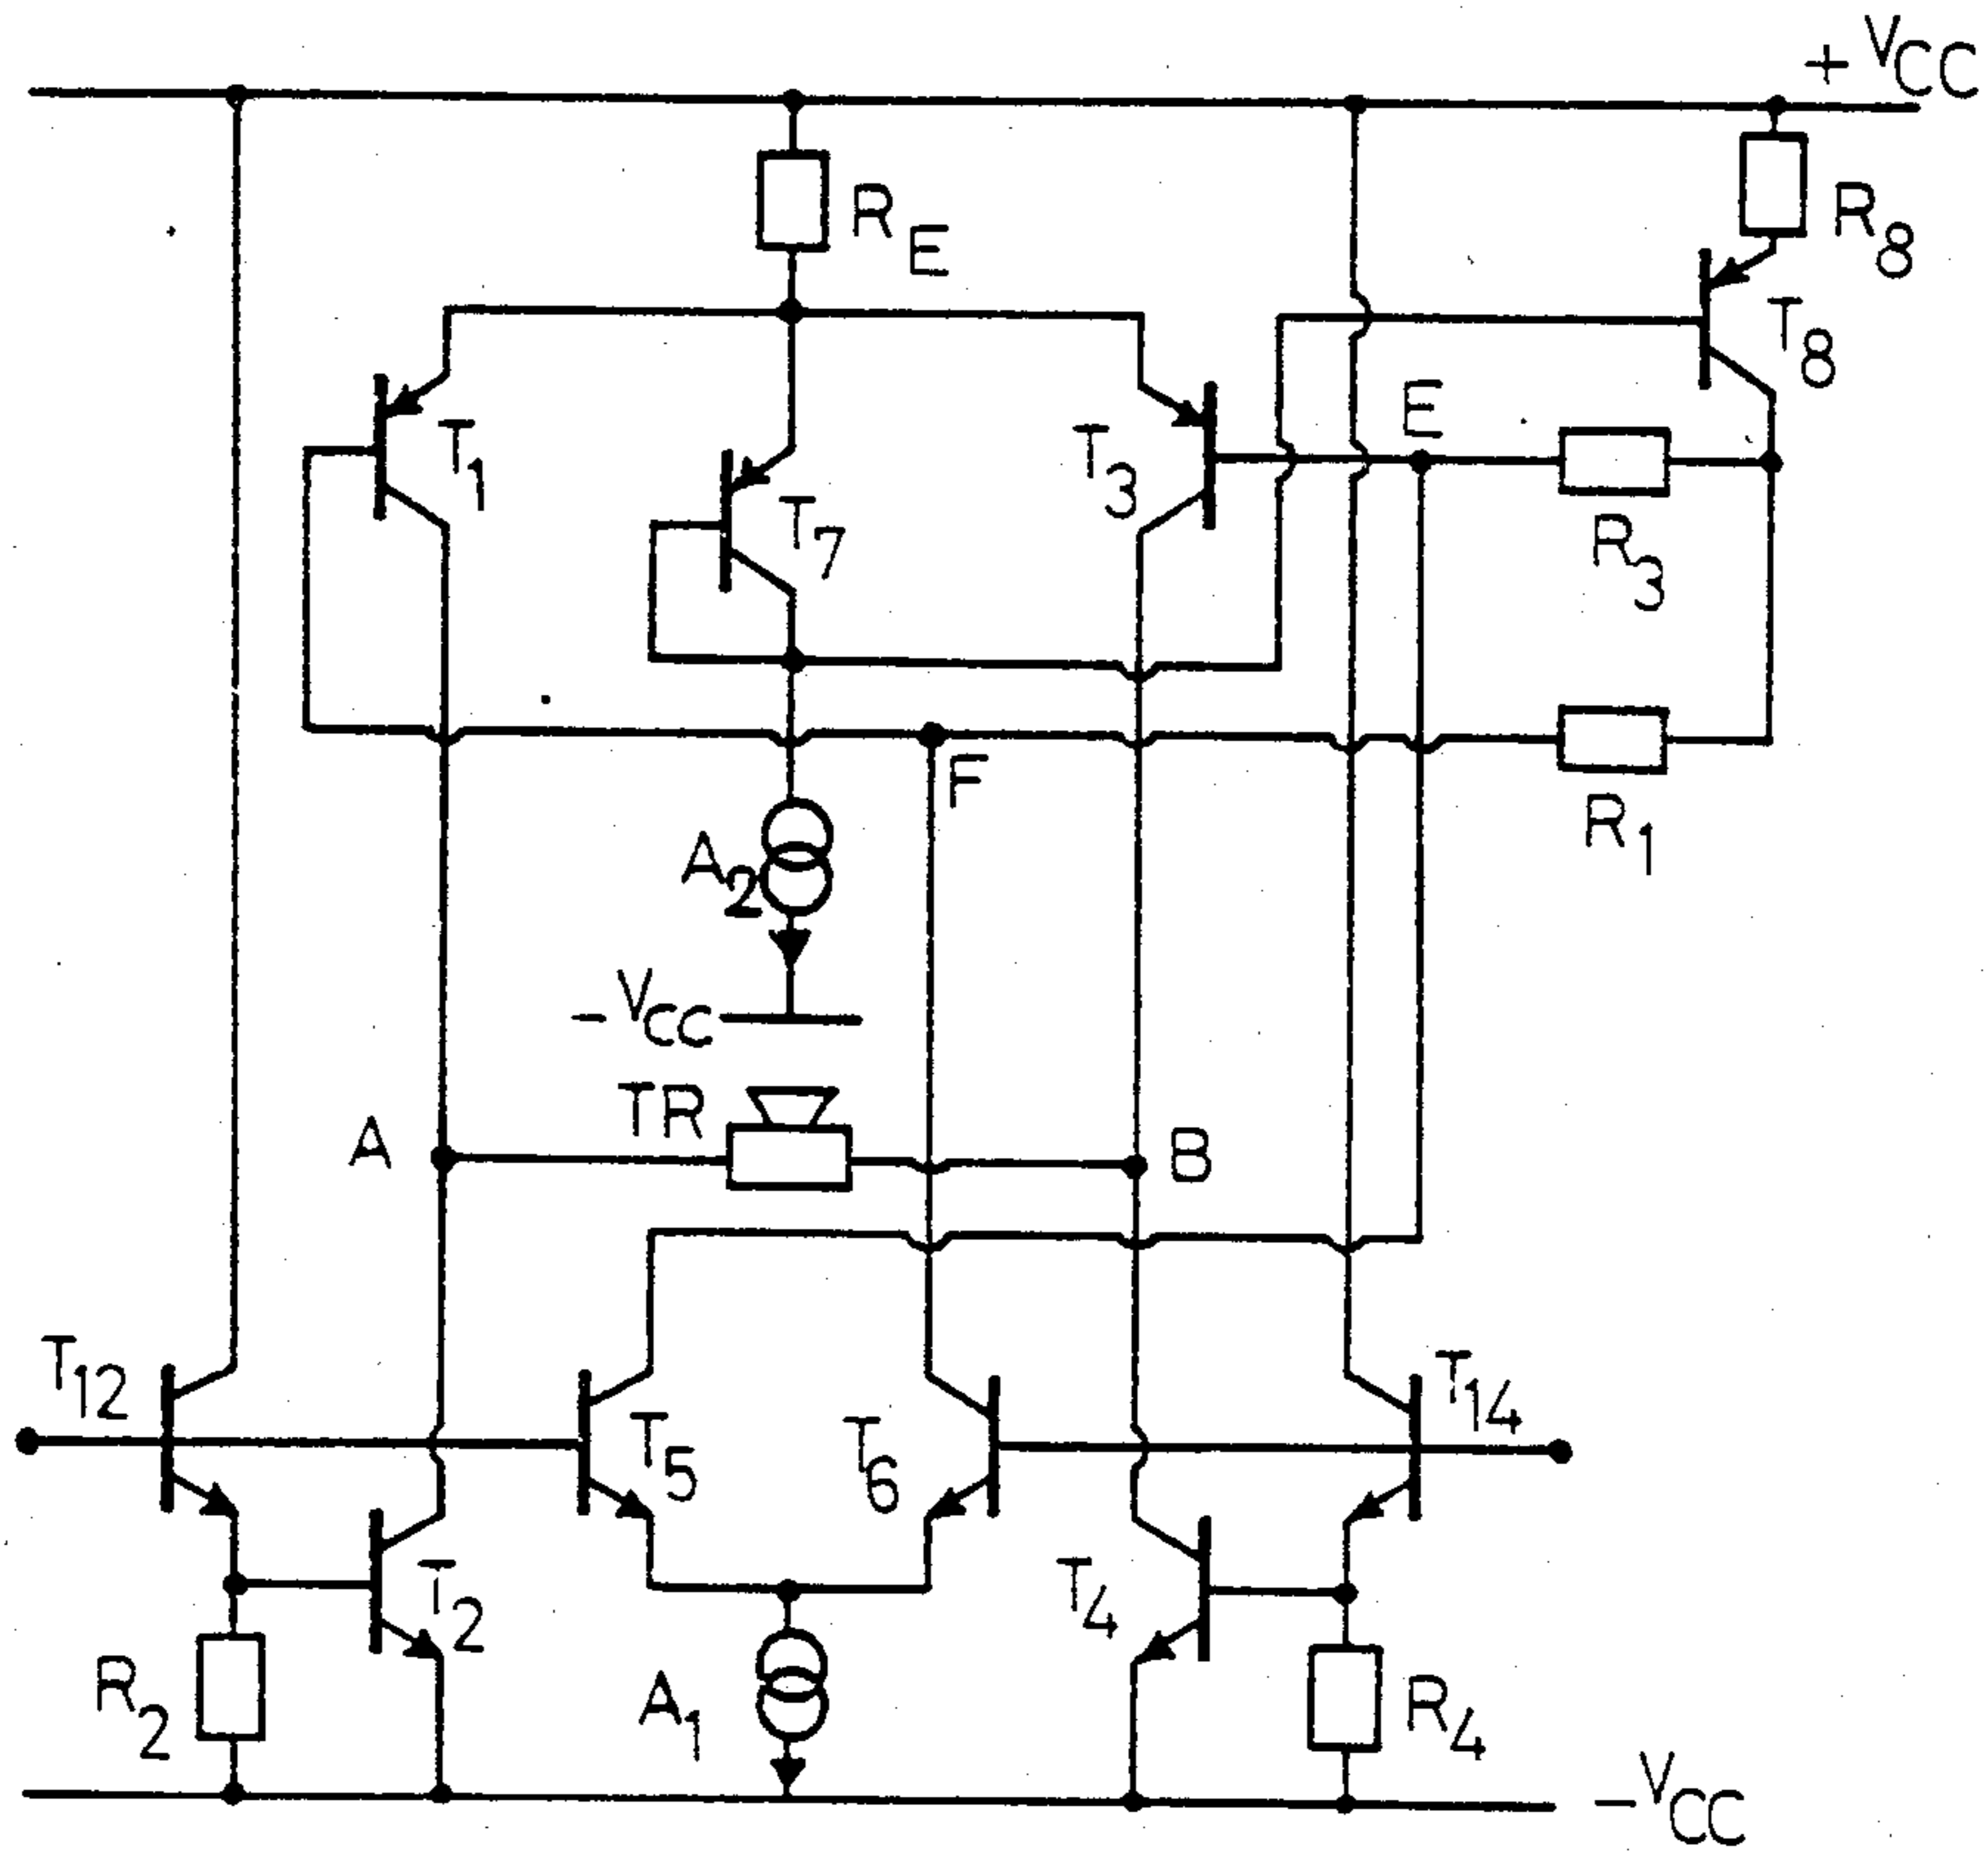 + VCC
RE
R8
T8
E
T1
T3
T7
R3
F
R1
A2
- VCC
TR
A
B
T12
T14
T5
T6
T2
T4
R2
A1
R4
-VCC